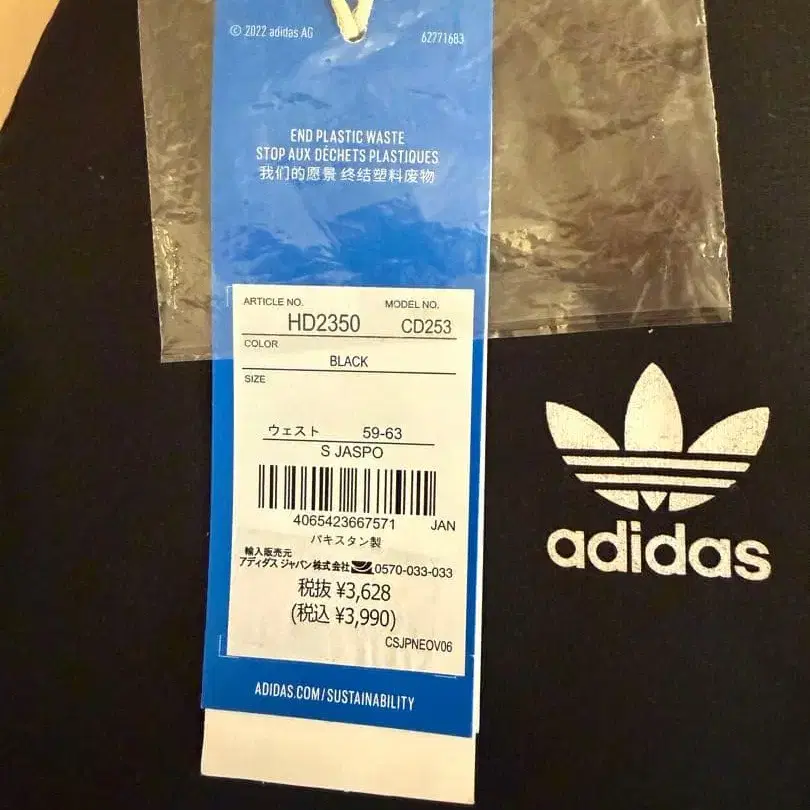 © 2022 adidas AG 62771683
END PLASTIC WASTE
STOP AUX DÉCHETS PLASTIQUES
我们的愿景 终结塑料废物
ARTICLE NO. MODEL NO.
HD2350 CD253
COLOR
BLACK
SIZE
ウェスト 59-63
S JASPO
4065423667571 JAN
パキスタン製
輸入販売元
アディダス ジャパン株式会社 0570-033-033
税抜 ¥3,628
(税込 ¥3,990)
CSJPNEOV06
ADIDAS.COM/SUSTAINABILITY
adidas